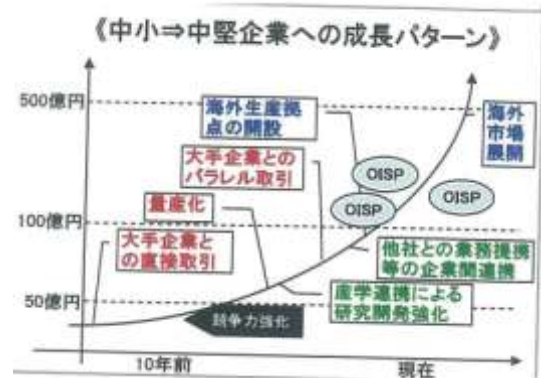 《中小⇒中堅企業への成長パターン》
500億円
海外生産拠
点の開設
海外
市場
展開
大手企業との
パラレル取引
OISP
OISP
量産化
100億円
大手企業と
の直接取引
他社との業務提携
等の企業間連携
50億円
産学連携による
研究開発強化
競争力強化
10年前
現在